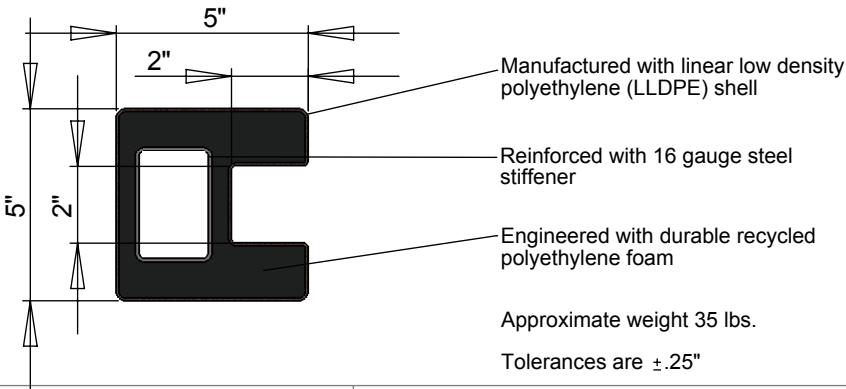 5"
2"
Manufactured with linear low density
polyethylene (LLDPE) shell
Reinforced with 16 gauge steel
stiffener
5"
2"
Engineered with durable recycled
polyethylene foam
Approximate weight 35 lbs.
Tolerances are ±.25"